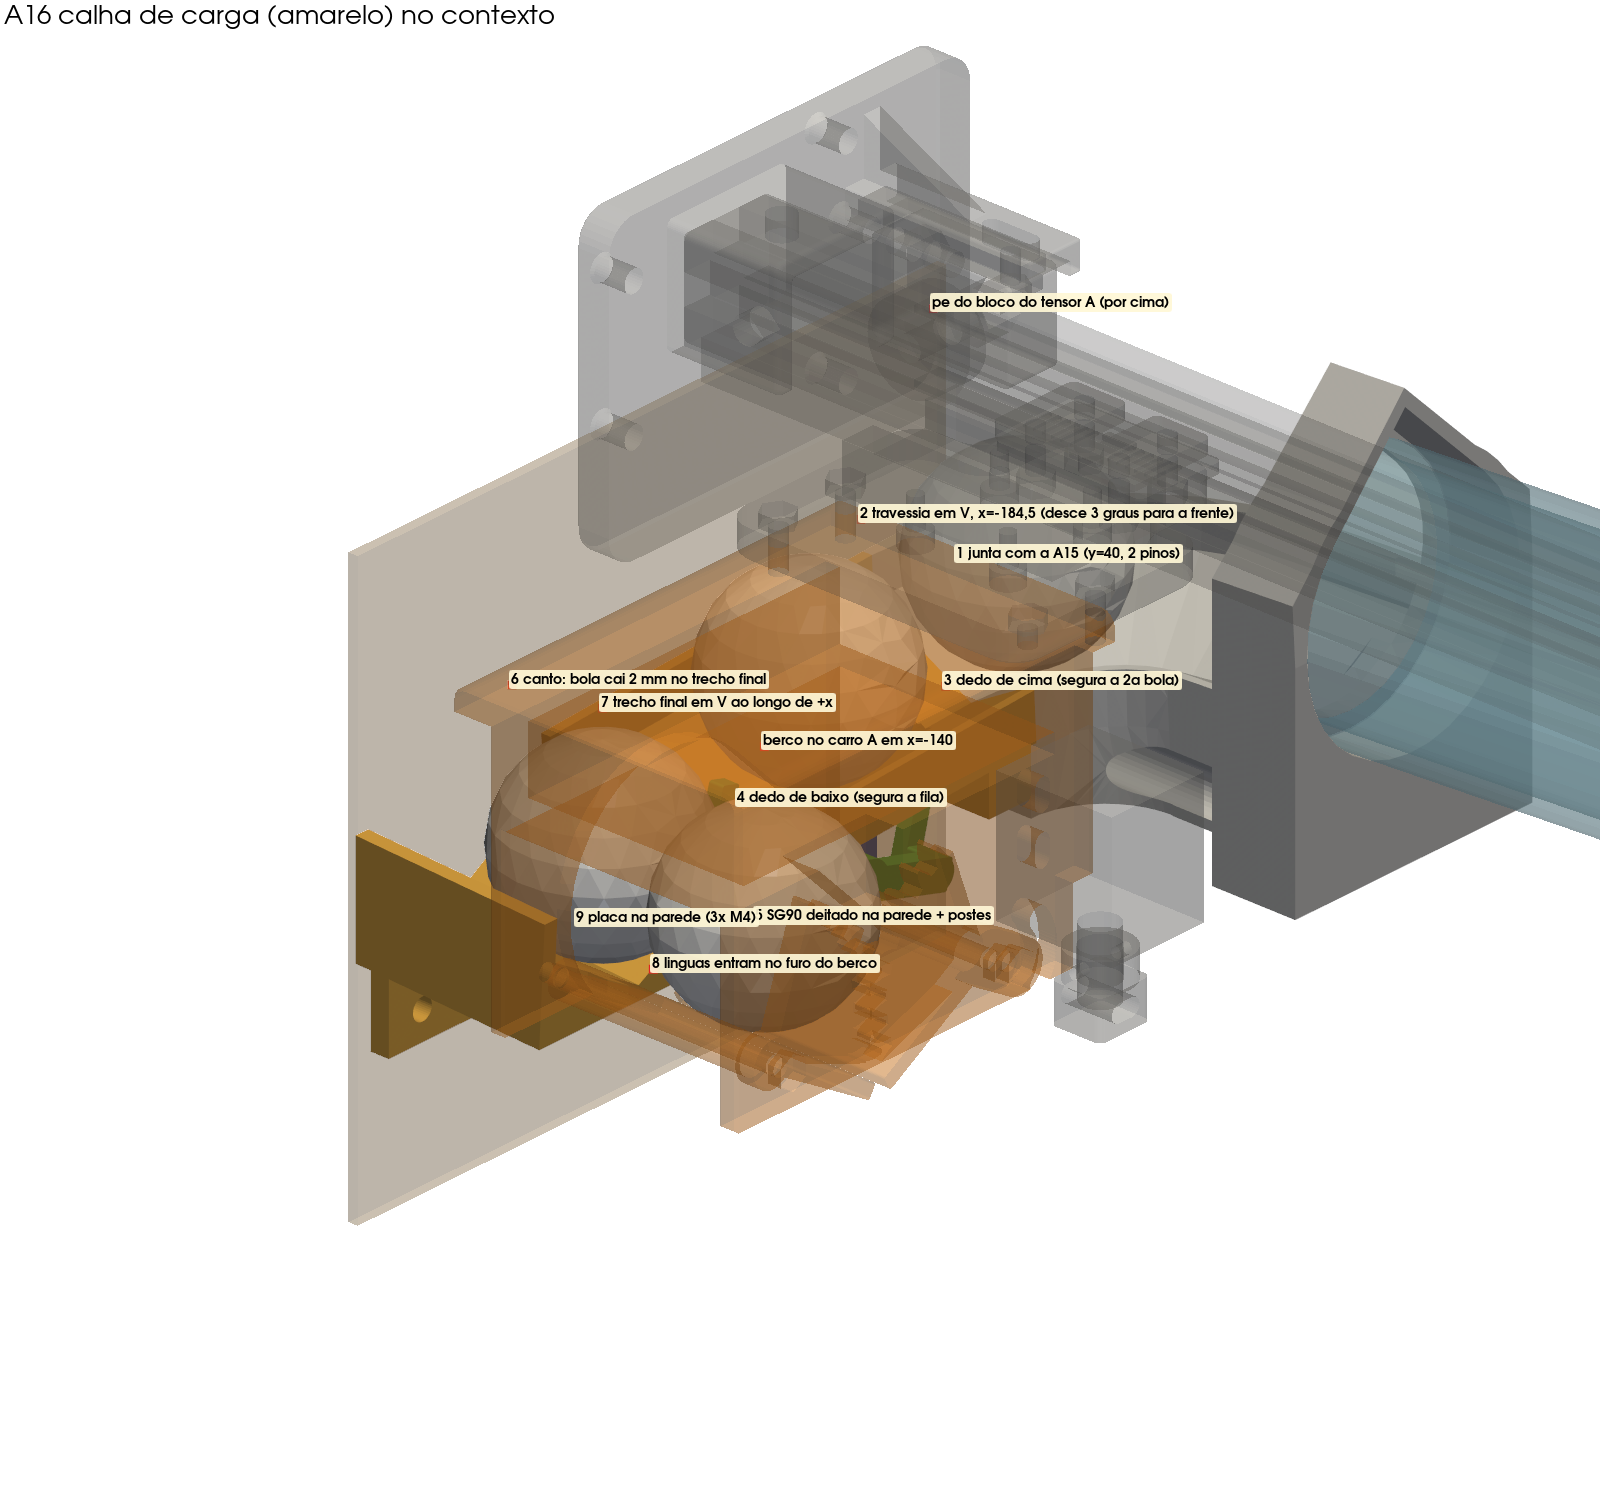 A16 calha de carga (amarelo) no contexto
pe do bloco do tensor A (por cima)
2 travessia em V, x=-184,5 (desce 3 graus para a frente)
1 junta com a A15 (y=40, 2 pinos)
6 canto: bola cai 2 mm no trecho final
3 dedo de cima (segura a 2a bola)
7 trecho final em V ao longo de +x
berco no carro A em x=-140
4 dedo de baixo (segura a fila)
9 placa na parede (3x M4)
SG90 deitado na parede + postes
8 linguas entram no furo do berco